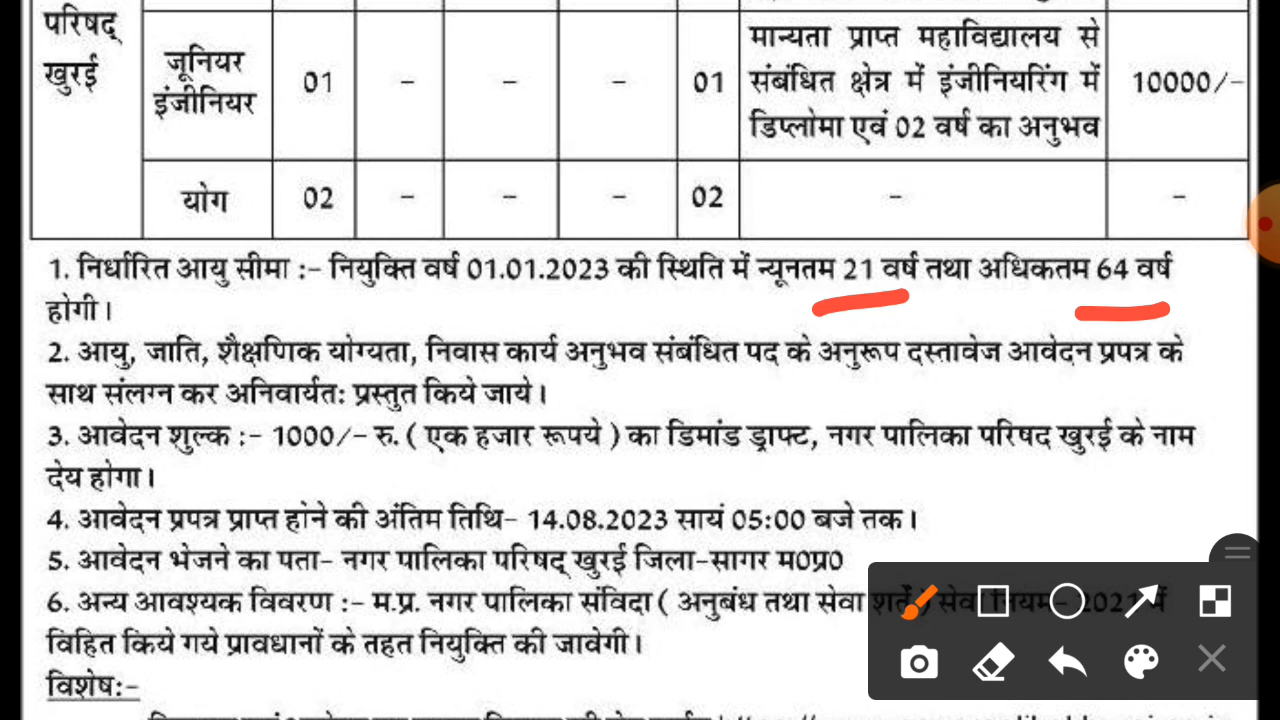 परिषद्
खुरई
जूनियर
इंजीनियर
01 - - - 01
मान्यता प्राप्त महाविद्यालय से
संबंधित क्षेत्र में इंजीनियरिंग में
डिप्लोमा एवं 02 वर्ष का अनुभव
10000/-
योग 02 - - - 02 - -
1. निर्धारित आयु सीमा :- नियुक्ति वर्ष 01.01.2023 की स्थिति में न्यूनतम 21 वर्ष तथा अधिकतम 64 वर्ष
होगी।
2. आयु, जाति, शैक्षणिक योग्यता, निवास कार्य अनुभव संबंधित पद के अनुरूप दस्तावेज आवेदन प्रपत्र के
साथ संलग्न कर अनिवार्यत: प्रस्तुत किये जाये।
3. आवेदन शुल्क :- 1000/- रु. ( एक हजार रूपये ) का डिमांड ड्राफ्ट, नगर पालिका परिषद खुरई के नाम
देय होगा।
4. आवेदन प्रपत्र प्राप्त होने की अंतिम तिथि- 14.08.2023 सायं 05:00 बजे तक।
5. आवेदन भेजने का पता- नगर पालिका परिषद् खुरई जिला-सागर म0प्र0
6. अन्य आवश्यक विवरण :- म.प्र. नगर पालिका संविदा ( अनुबंध तथा सेवा शर्तें ) सेवा नियम- 2021 में
विहित किये गये प्रावधानों के तहत नियुक्ति की जावेगी।
विशेष:-